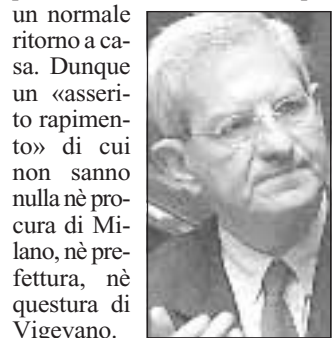 un normale
ritorno a ca-
sa. Dunque
un «asseri-
to rapimen-
to» di cui
non sanno
nulla nè pro-
cura di Mi-
lano, nè pre-
fettura, nè
questura di
Vigevano.